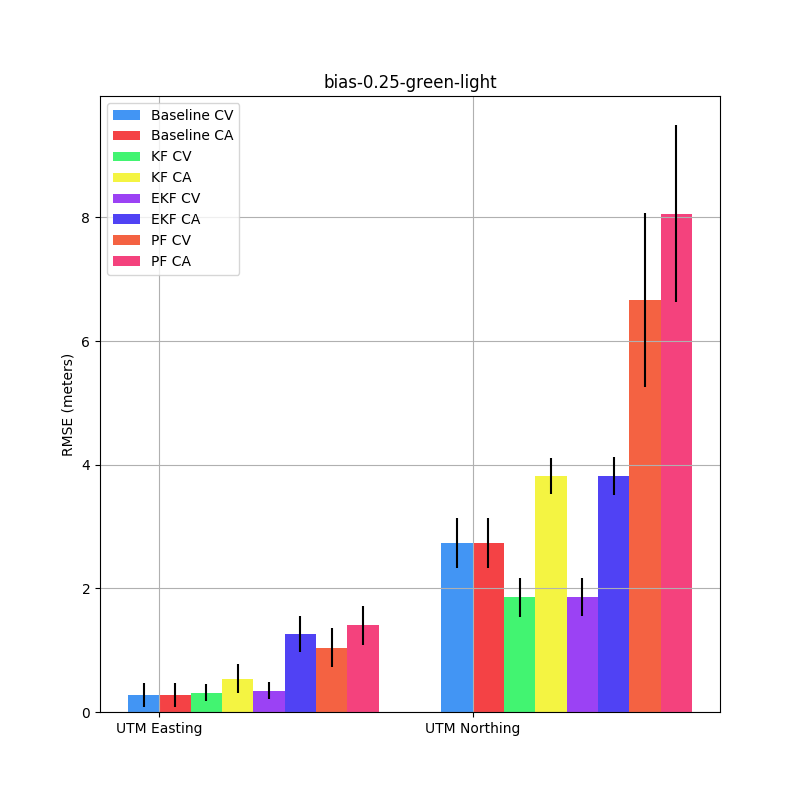 bias-0.25-green-light
Baseline CV
Baseline CA
KF CV
KF CA
EKF CV
EKF CA
PF CV
PF CA
RMSE (meters)
8
6
4
2
0
UTM Easting
UTM Northing